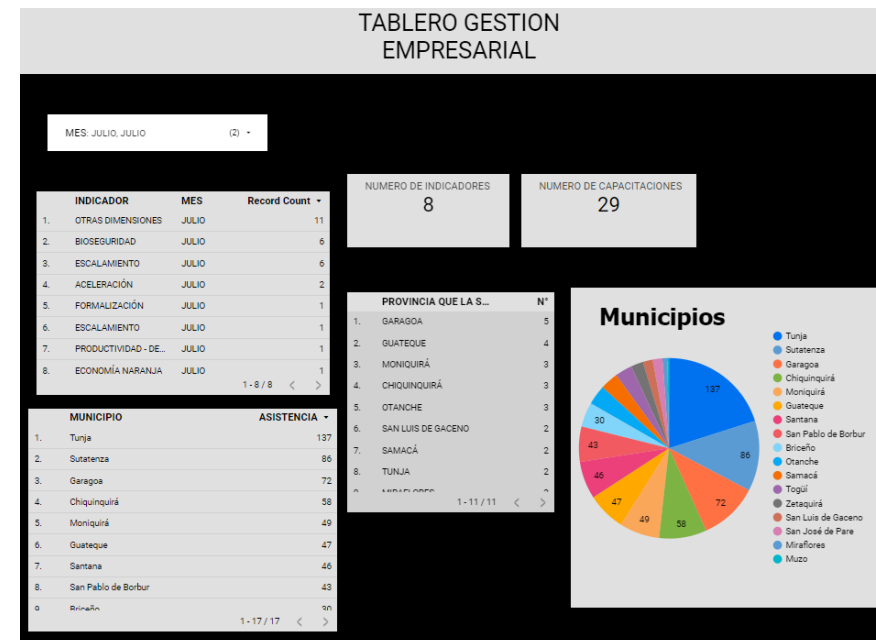 TABLERO GESTION
EMPRESARIAL
MES: JULIO, JULIO (2)
INDICADOR MES Record Count
1. OTRAS DIMENSIONES JULIO 11
2. BIOSEGURIDAD JULIO 6
3. ESCALAMIENTO JULIO 6
4. ACELERACIÓN JULIO 2
5. FORMALIZACIÓN JULIO 1
6. ESCALAMIENTO JULIO 1
7. PRODUCTIVIDAD - DE... JULIO 1
8. ECONOMÍA NARANJA JULIO 1
1 - 8 / 8 < >
NUMERO DE INDICADORES
8
NUMERO DE CAPACITACIONES
29
MUNICIPIO ASISTENCIA
1. Tunja 137
2. Sutatenza 86
3. Garagoa 72
4. Chiquinquirá 58
5. Moniquirá 49
6. Guateque 47
7. Santana 46
8. San Pablo de Borbur 43
9. Briceño 30
1 - 17 / 17 < >
PROVINCIA QUE LA S... N°
1. GARAGOA 5
2. GUATEQUE 4
3. MONIQUIRÁ 3
4. CHIQUINQUIRÁ 3
5. OTANCHE 3
6. SAN LUIS DE GACENO 2
7. SAMACÁ 2
8. TUNJA 2
9. MIRAFLORES 2
1 - 11 / 11 < >
Municipios
137
86
72
58
49
47
46
43
30
Tunja
Sutatenza
Garagoa
Chiquinquirá
Moniquirá
Guateque
Santana
San Pablo de Borbur
Briceño
Otanche
Samacá
Togüí
Zetaquirá
San Luis de Gaceno
San José de Pare
Miraflores
Muzo